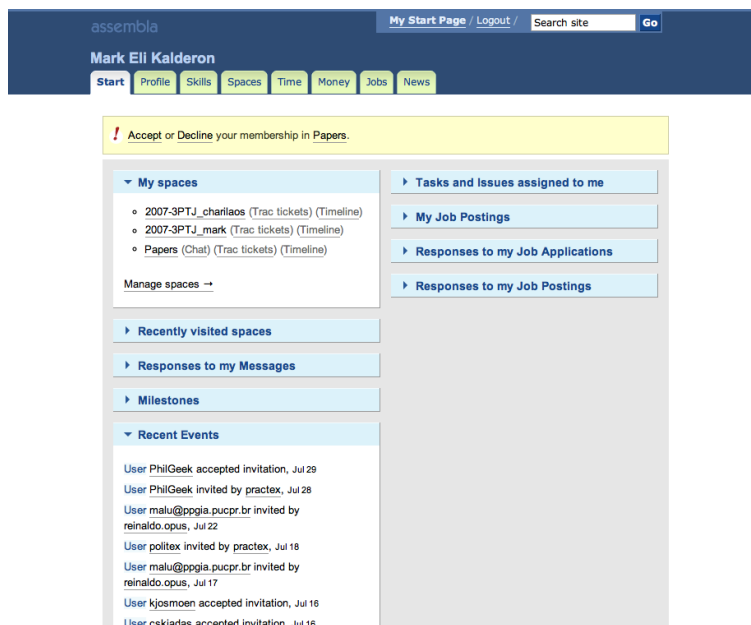 assembla
My Start Page / Logout /
Search site
Go
Mark Eli Kalderon
Start
Profile
Skills
Spaces
Time
Money
Jobs
News
! Accept or Decline your membership in Papers.
My spaces
2007-3PTJ_charilaos (Trac tickets) (Timeline)
2007-3PTJ_mark (Trac tickets) (Timeline)
Papers (Chat) (Trac tickets) (Timeline)
Manage spaces →
Recently visited spaces
Responses to my Messages
Milestones
Recent Events
User PhilGeek accepted invitation, Jul 29
User PhilGeek invited by practex, Jul 28
User malu@ppgia.pucpr.br invited by
reinaldo.opus, Jul 22
User politex invited by practex, Jul 18
User malu@ppgia.pucpr.br invited by
reinaldo.opus, Jul 17
User kjosmoen accepted invitation, Jul 16
User cskiadas accepted invitation, Jul 16
Tasks and Issues assigned to me
My Job Postings
Responses to my Job Applications
Responses to my Job Postings